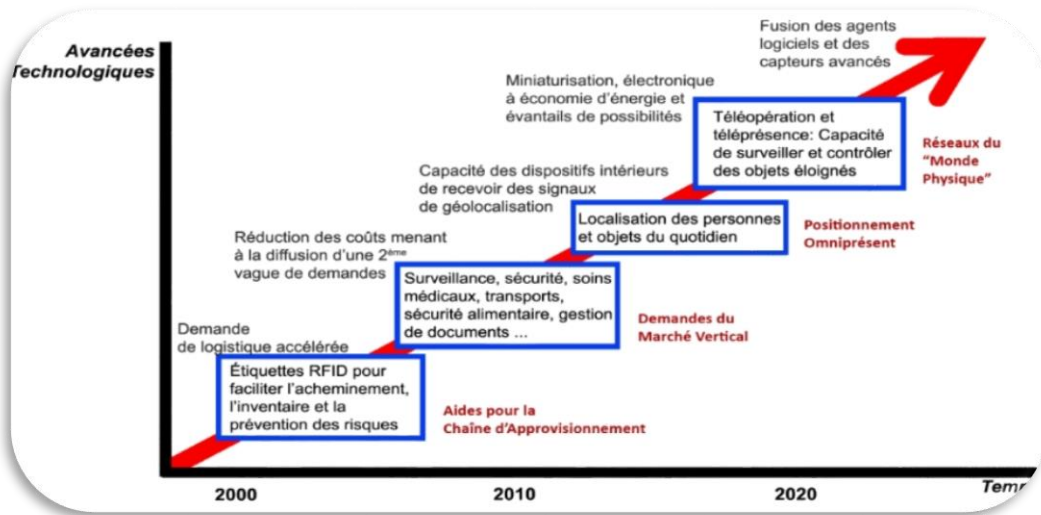 Avancées
Technologiques
Fusion des agents
logiciels et des
capteurs avancés
Miniaturisation, électronique
à économie d'énergie et
évantails de possibilités
Téléopération et
téléprésence: Capacité
de surveiller et contrôler
des objets éloignés
Réseaux du
"Monde
Physique"
Capacité des dispositifs intérieurs
de recevoir des signaux
de géolocalisation
Localisation des personnes
et objets du quotidien
Positionnement
Omniprésent
Réduction des coûts menant
à la diffusion d'une 2ème
vague de demandes
Surveillance, sécurité, soins
médicaux, transports,
sécurité alimentaire, gestion
de documents ...
Demandes du
Marché Vertical
Demande
de logistique accélérée
Étiquettes RFID pour
faciliter l'acheminement,
l'inventaire et la
prévention des risques
Aides pour la
Chaîne d'Approvisionnement
2000
2010
2020
Temp